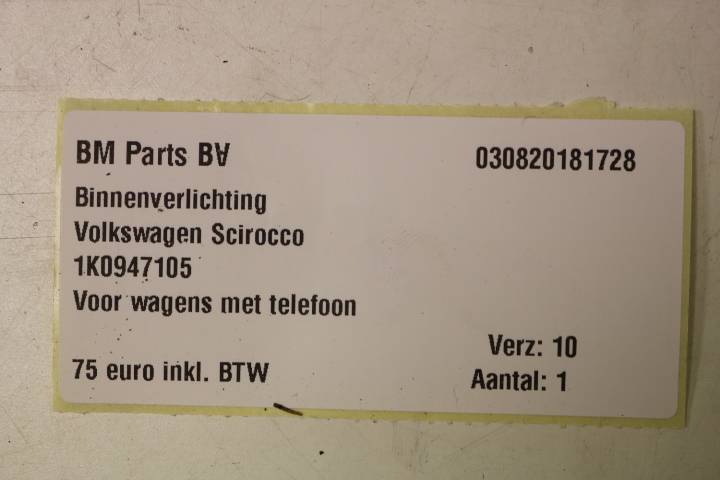 BM Parts BV
030820181728
Binnenverlichting
Volkswagen Scirocco
1K0947105
Voor wagens met telefoon
Verz: 10
75 euro inkl. BTW
Aantal: 1